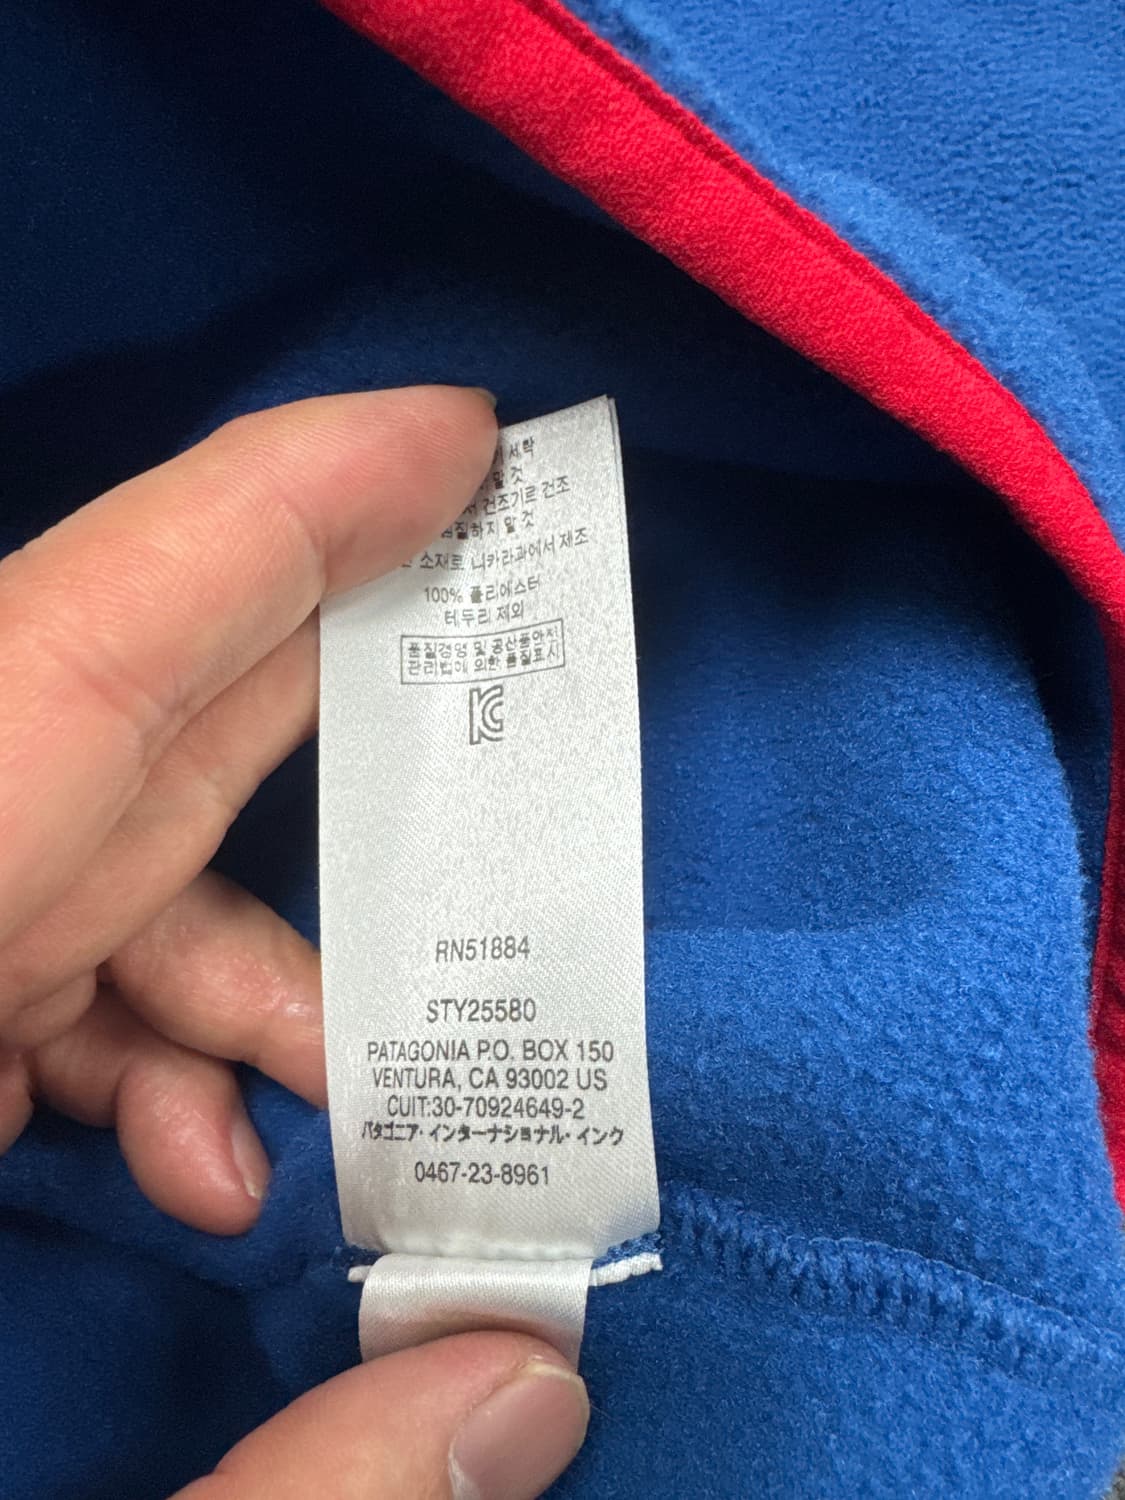 세탁
말 것
서 건조기르 건조
하지 말 것
소재로 니카라과에서 제조
100% 폴리에스터
테두리 제외
품질경영 및 공산품안전
관리법에 의한 품질표시
KC
RN51884
STY25580
PATAGONIA P.O. BOX 150
VENTURA, CA 93002 US
CUIT:30-70924649-2
パタゴニア・インターナショナル・インク
0467-23-8961